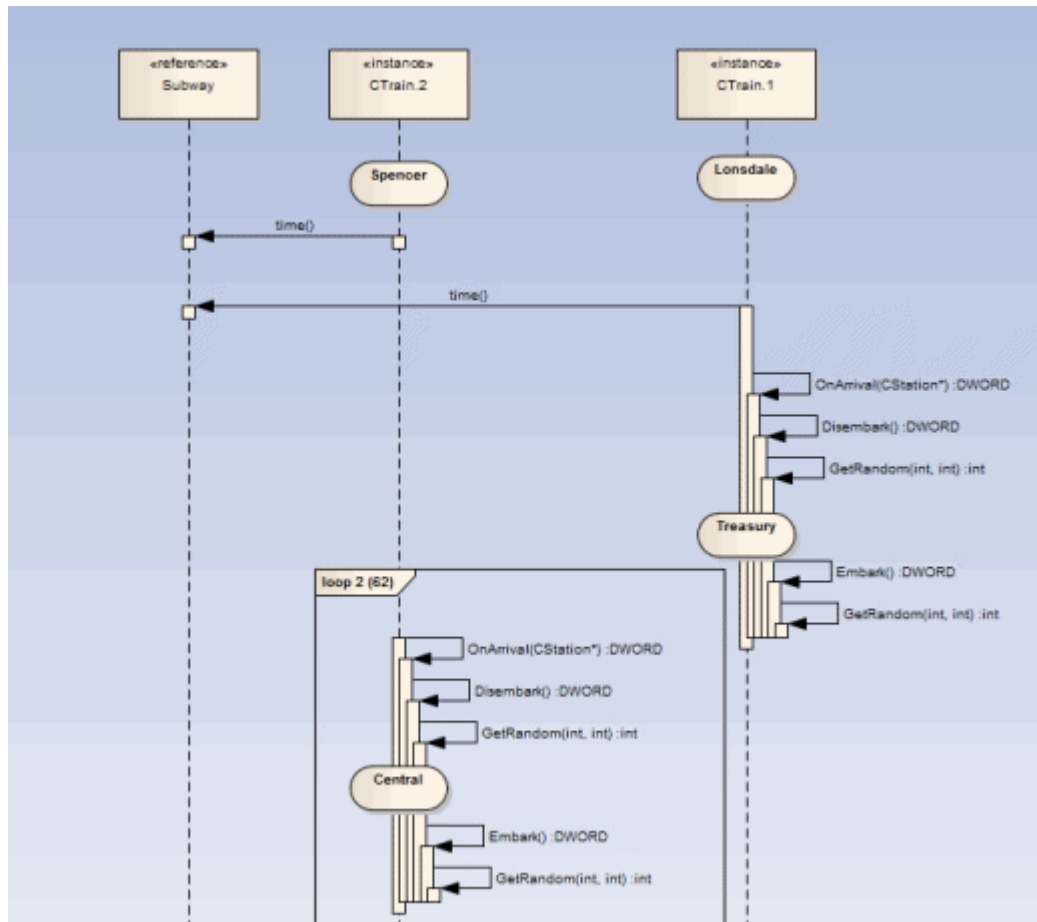 «reference»
Subway
«instance»
CTrain.2
«instance»
CTrain.1
Spencer
Lonsdale
time()
time()
OnArrival(CStation*) :DWORD
Disembark() :DWORD
GetRandom(int, int) :int
Treasury
Embark() :DWORD
GetRandom(int, int) :int
loop 2 (62)
OnArrival(CStation*) :DWORD
Disembark() :DWORD
GetRandom(int, int) :int
Central
Embark() :DWORD
GetRandom(int, int) :int